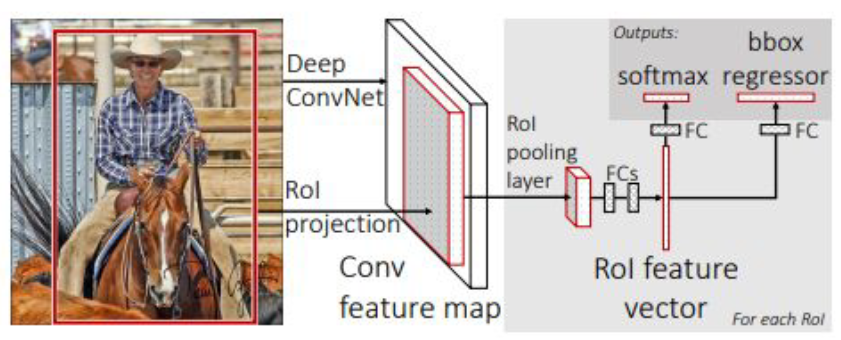 Deep
ConvNet
RoI
projection
Conv
feature map
RoI
pooling
layer
FCs
RoI feature
vector
For each RoI
Outputs:
softmax
bbox
regressor
FC
FC